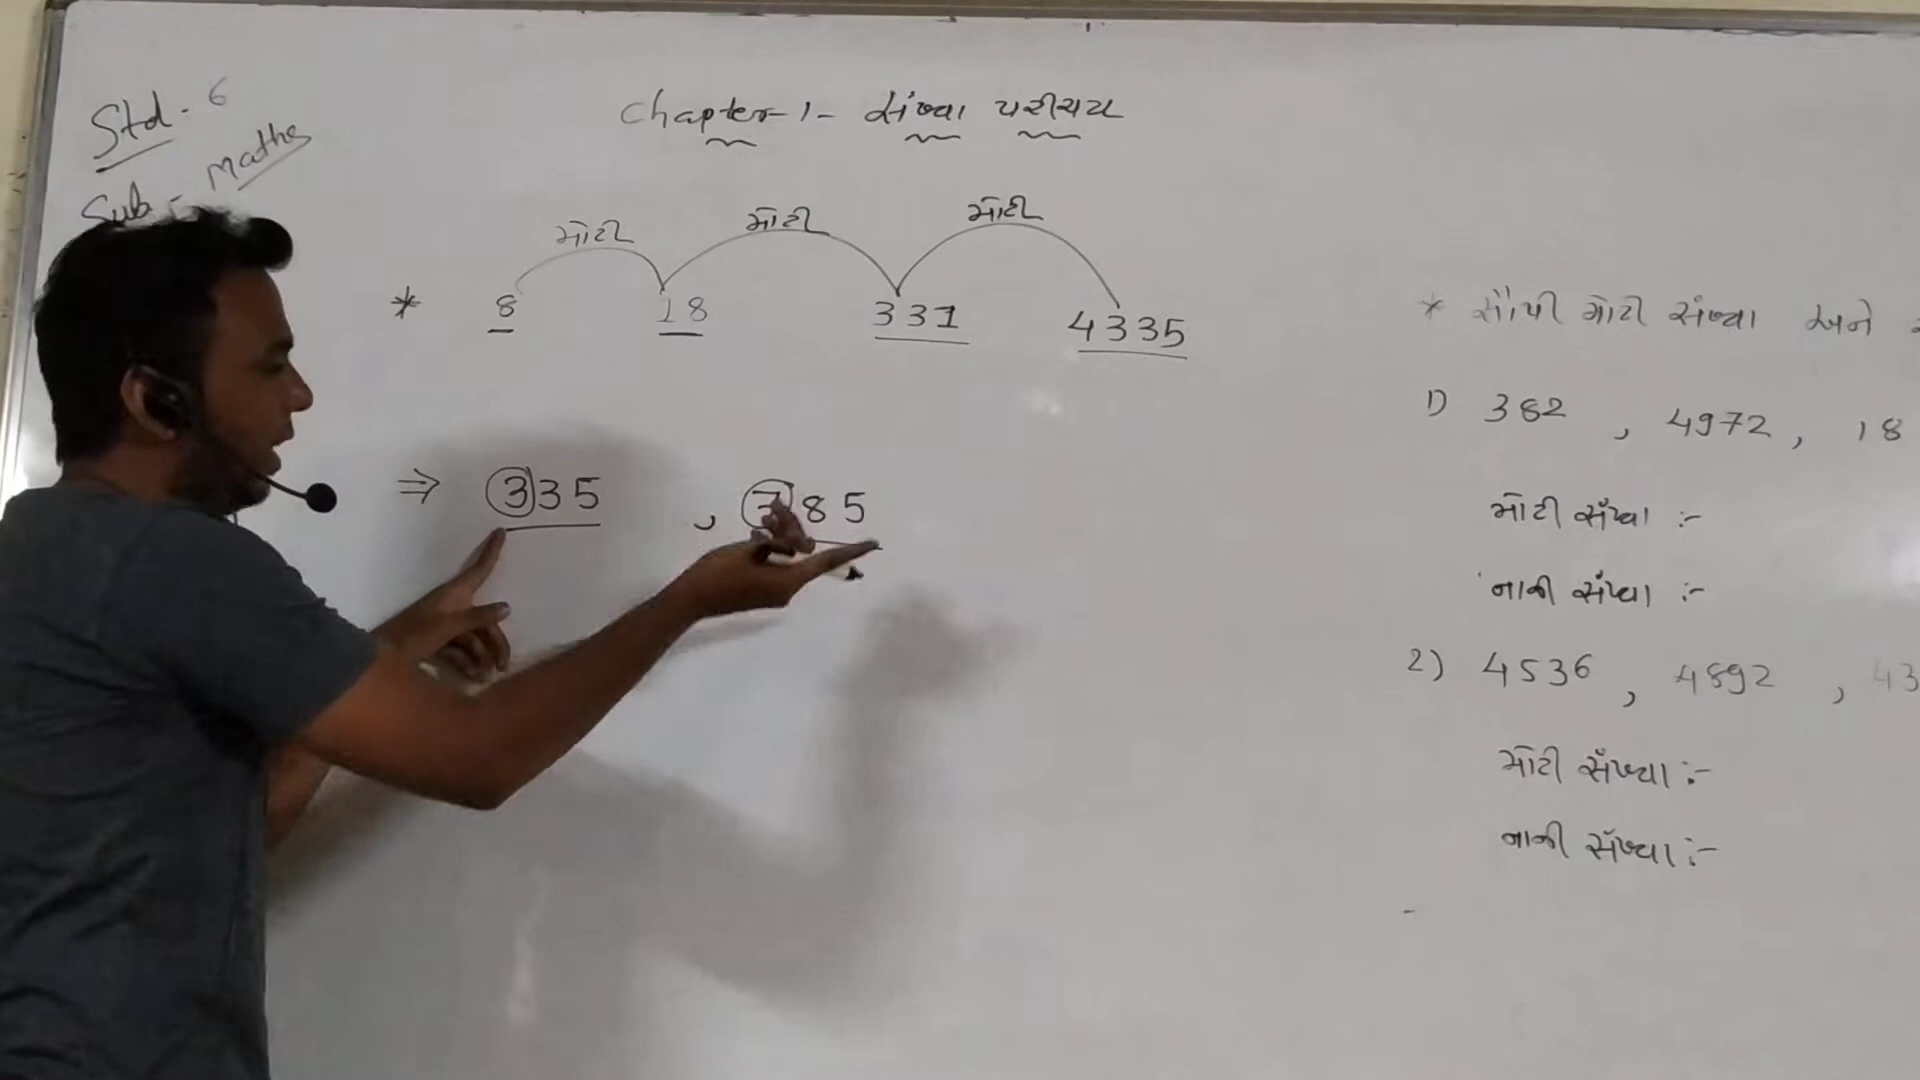 Std - 6
Sub - Maths
Chapter-1- સંખ્યા પરીચય
મોટી મોટી મોટી
* 8 18 331 4335
⇒ 335 , 785
* સૌથી મોટી સંખ્યા અને
1) 382 , 4972 , 18
મોટી સંખ્યા :-
નાની સંખ્યા :-
2) 4536 , 4892 , 43
મોટી સંખ્યા :-
નાની સંખ્યા :-